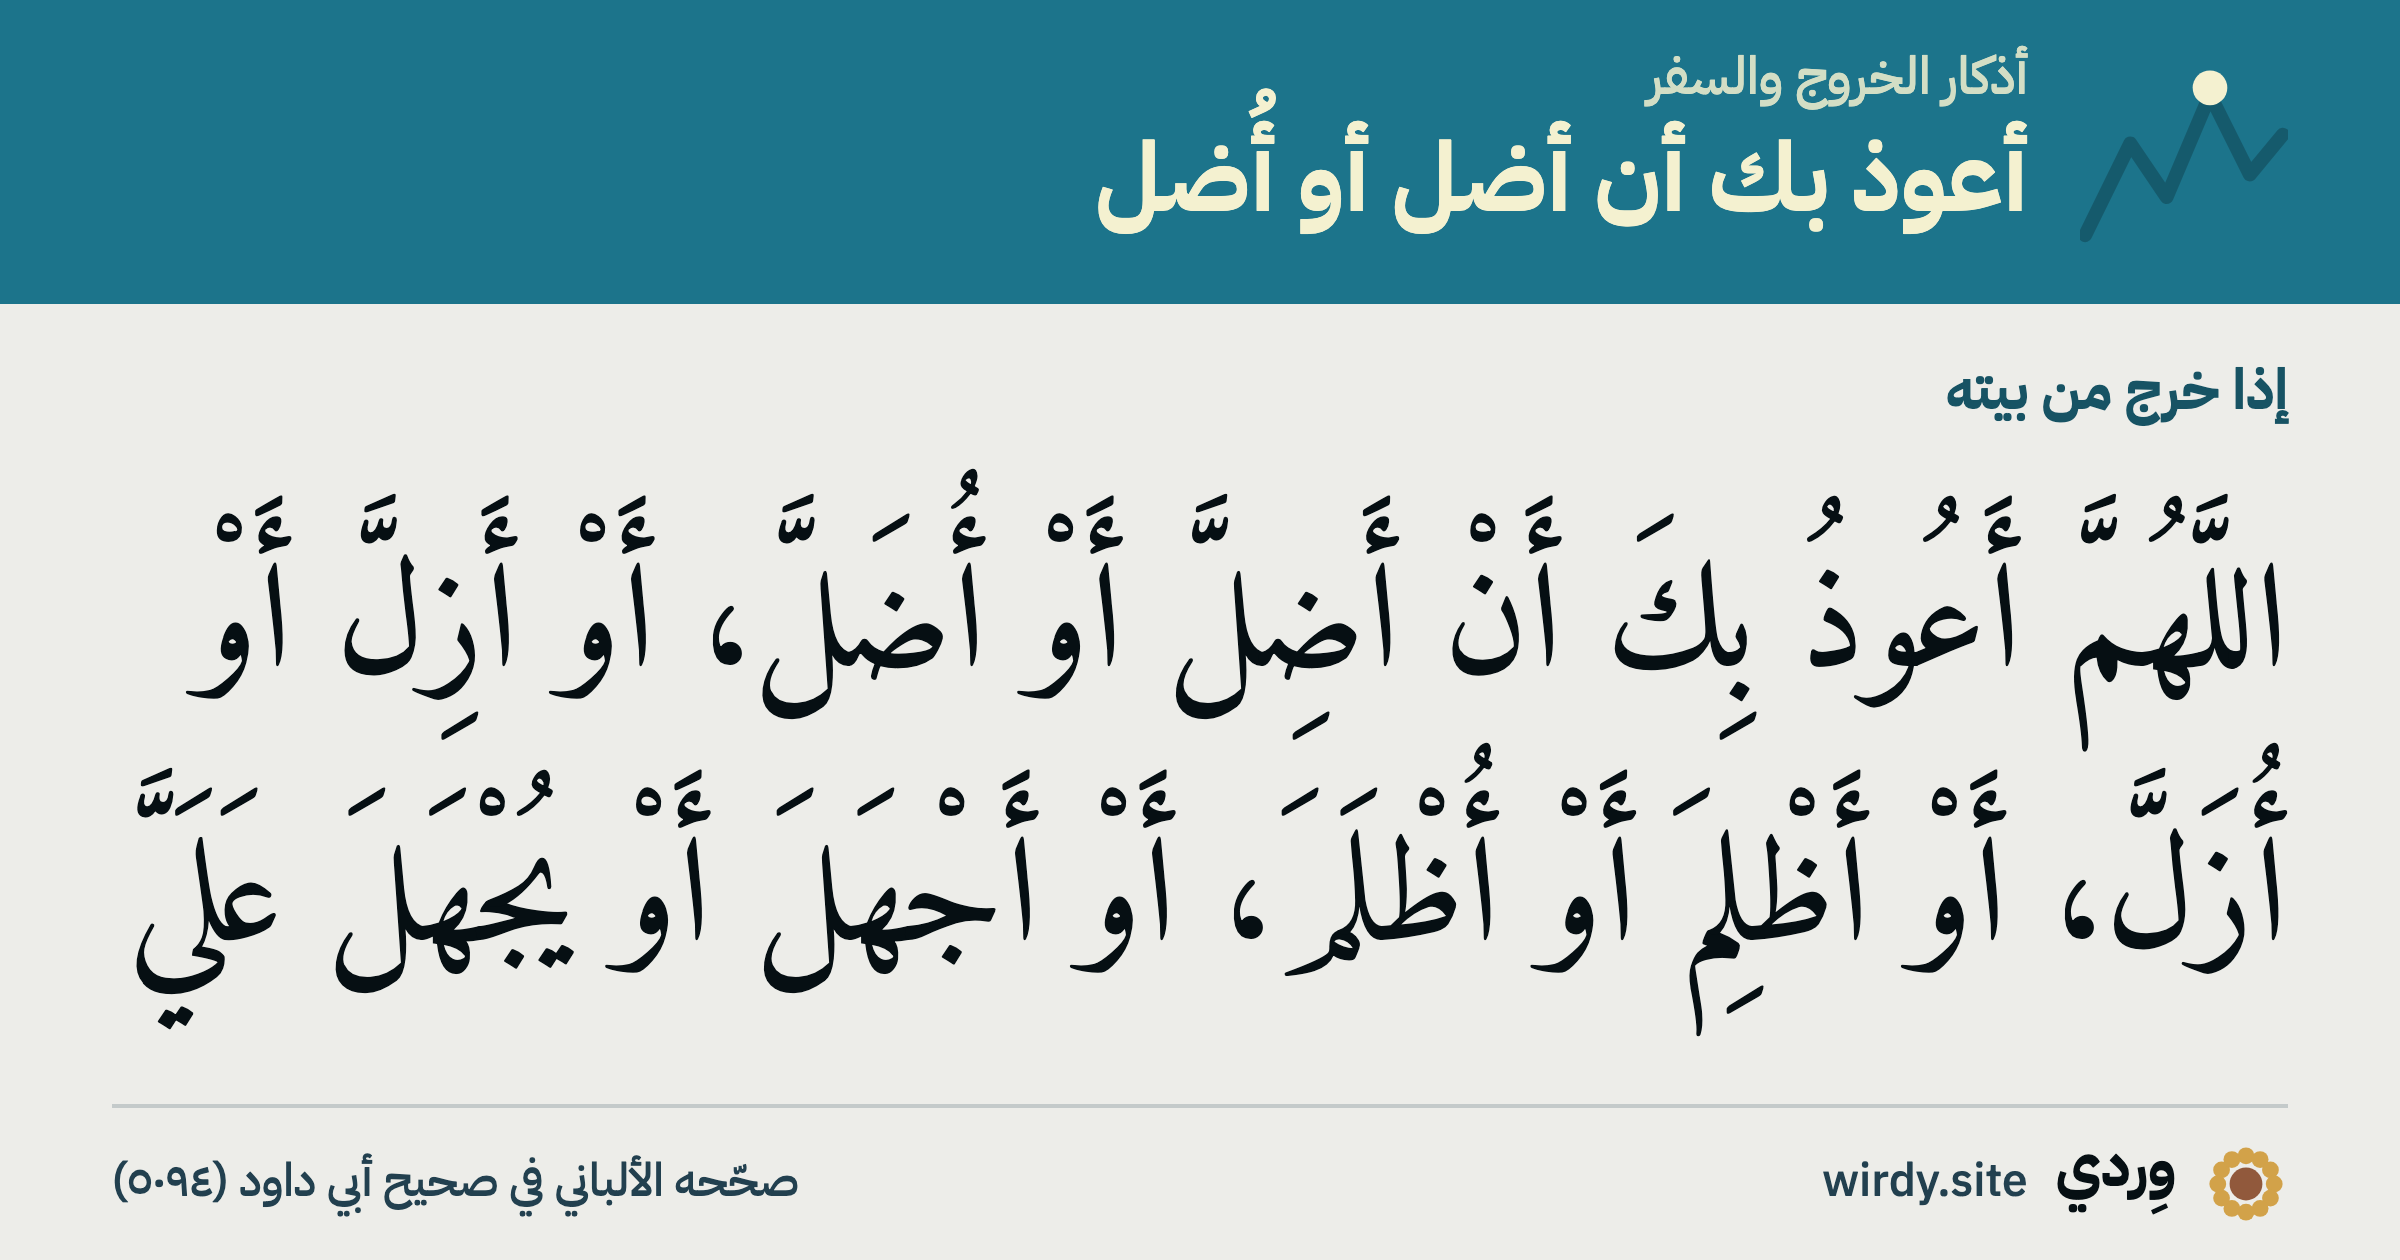 أذكار الخروج والسفر
أعوذ بك أن أضل أو أُضل
إذا خرج من بيته
اللَّهُمَّ أَعُوذُ بِكَ أَنْ أَضِلَّ أَوْ أُضَلَّ، أَوْ أَزِلَّ أَوْ
أُزَلَّ، أَوْ أَظْلِمَ أَوْ أُظْلَمَ، أَوْ أَجْهَلَ أَوْ يُجْهَلَ عَلَيَّ
وِردي wirdy.site
صحّحه الألباني في صحيح أبي داود (٥٠٩٤)